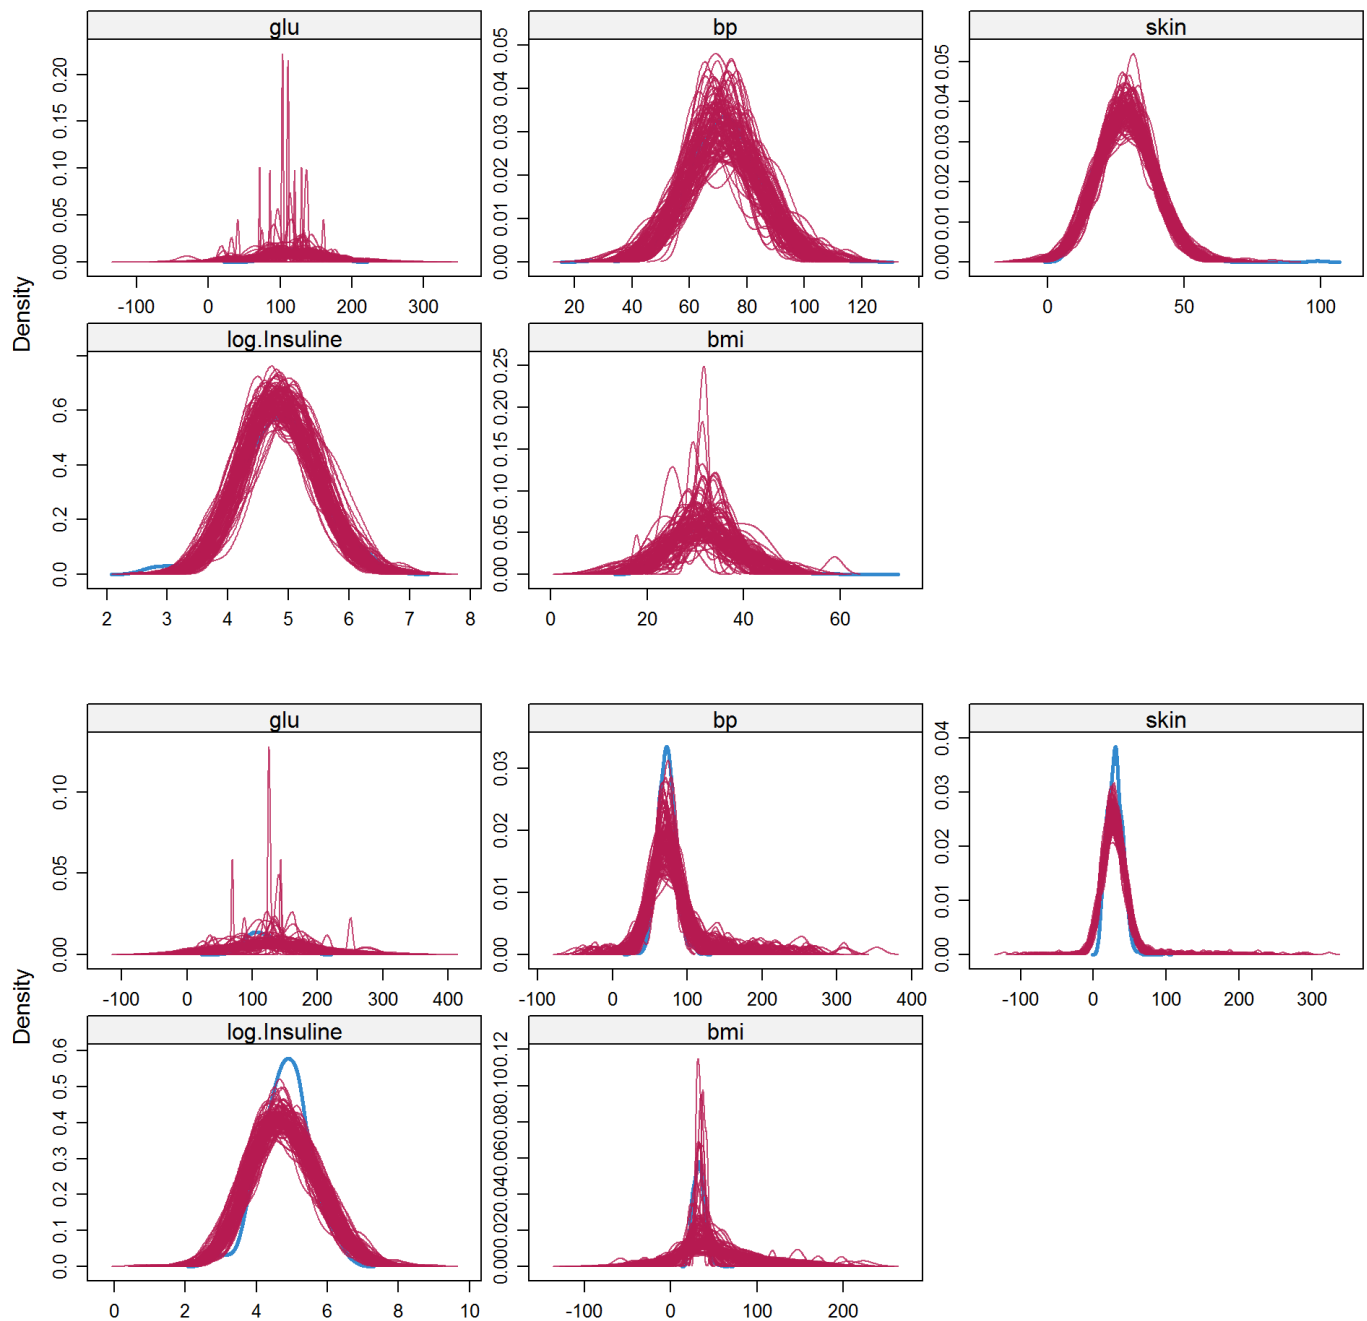 glu
bp
skin
0.00 0.05 0.10 0.15 0.20
0.00 0.01 0.02 0.03 0.04 0.05
0.00 0.01 0.02 0.03 0.04 0.05
-100 0 100 200 300
20 40 60 80 100 120
0 50 100
Density
log.Insuline
bmi
0.0 0.2 0.4 0.6
0.00 0.05 0.10 0.15 0.20 0.25
2 3 4 5 6 7 8
0 20 40 60
glu
bp
skin
0.00 0.05 0.10
0.00 0.01 0.02 0.03
0.00 0.01 0.02 0.03 0.04
-100 0 100 200 300 400
-100 0 100 200 300 400
-100 0 100 200 300
Density
log.Insuline
bmi
0.0 0.1 0.2 0.3 0.4 0.5 0.6
0.000.020.040.060.080.100.12
0 2 4 6 8 10
-100 0 100 200